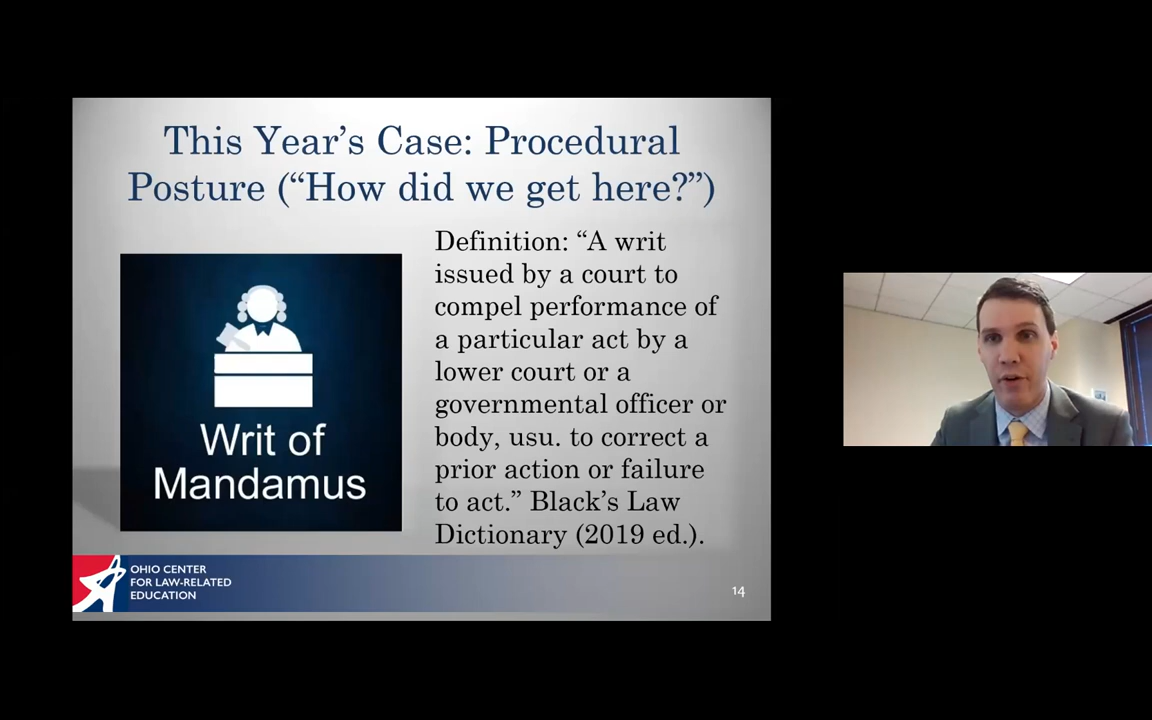 This Year’s Case: Procedural
Posture (“How did we get here?”)
Definition: “A writ
issued by a court to
compel performance of
a particular act by a
lower court or a
governmental officer or
body, usu. to correct a
prior action or failure
to act.” Black’s Law
Dictionary (2019 ed.).
Writ of
Mandamus
OHIO CENTER
FOR LAW-RELATED
EDUCATION
14